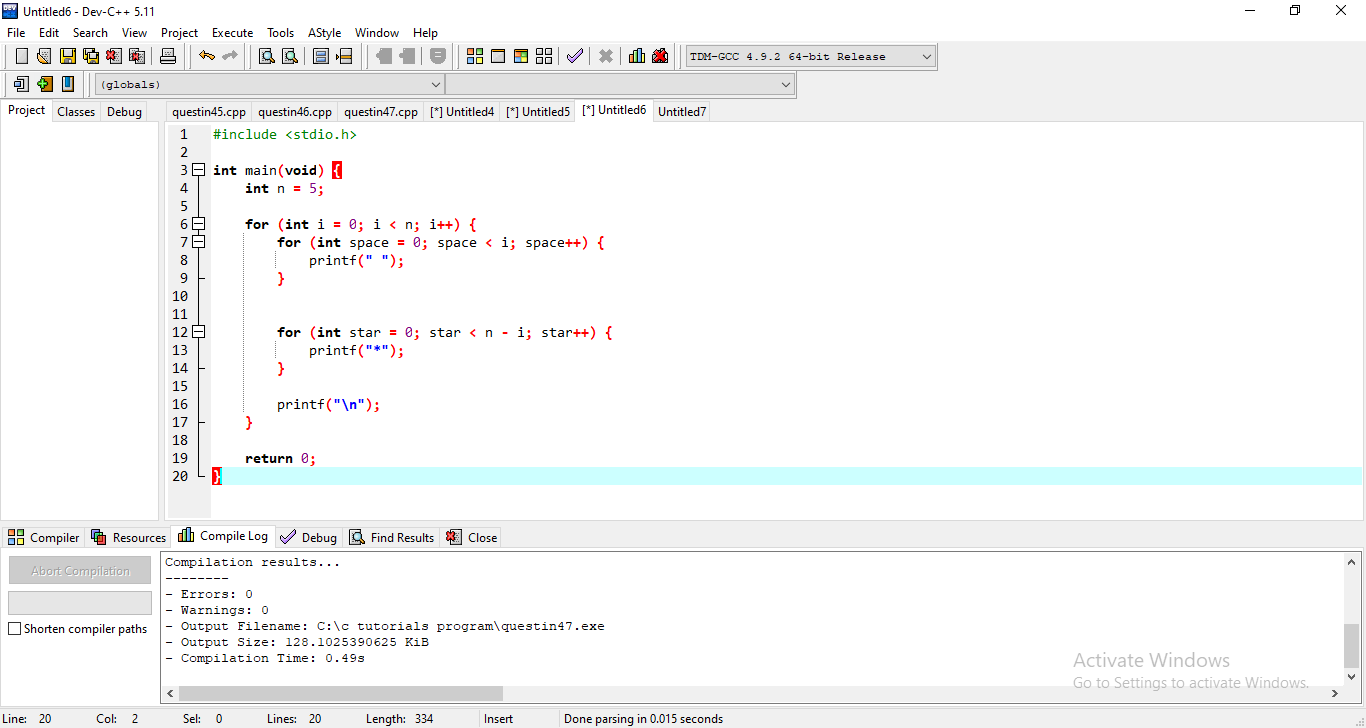 Untitled6 - Dev-C++ 5.11
File Edit Search View Project Execute Tools AStyle Window Help
TDM-GCC 4.9.2 64-bit Release
(globals)
Project Classes Debug questin45.cpp questin46.cpp questin47.cpp [*] Untitled4 [*] Untitled5 [*] Untitled6 Untitled7
1 #include <stdio.h>
2
3 int main(void) {
4 int n = 5;
5
6 for (int i = 0; i < n; i++) {
7 for (int space = 0; space < i; space++) {
8 printf(" ");
9 }
10
11
12 for (int star = 0; star < n - i; star++) {
13 printf("*");
14 }
15
16 printf("\n");
17 }
18
19 return 0;
20 }
Compiler Resources Compile Log Debug Find Results Close
Abort Compilation
Shorten compiler paths
Compilation results...
--------
- Errors: 0
- Warnings: 0
- Output Filename: C:\c tutorials program\questin47.exe
- Output Size: 128.1025390625 KiB
- Compilation Time: 0.49s
Activate Windows
Go to Settings to activate Windows.
Line: 20 Col: 2 Sel: 0 Lines: 20 Length: 334 Insert Done parsing in 0.015 seconds